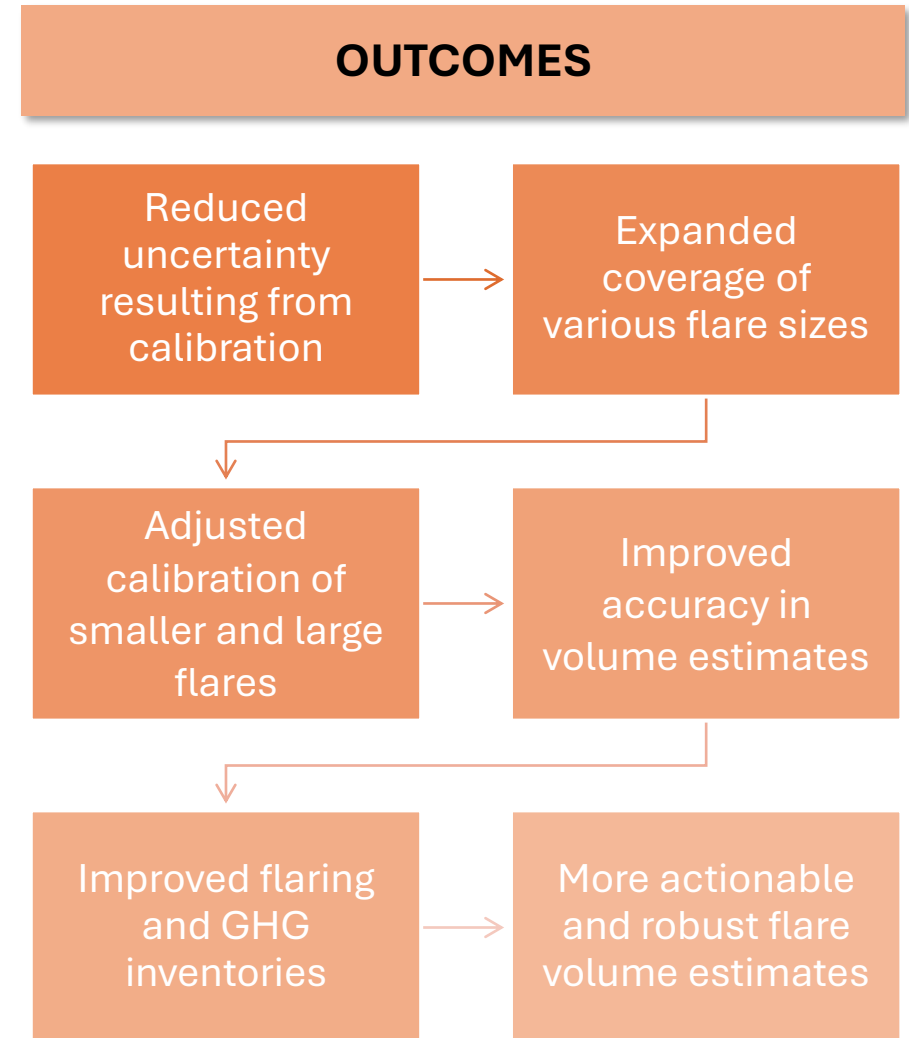 OUTCOMES
Reduced
uncertainty
resulting from
calibration
Expanded
coverage of
various flare sizes
Adjusted
calibration of
smaller and large
flares
Improved
accuracy in
volume estimates
Improved flaring
and GHG
inventories
More actionable
and robust flare
volume estimates